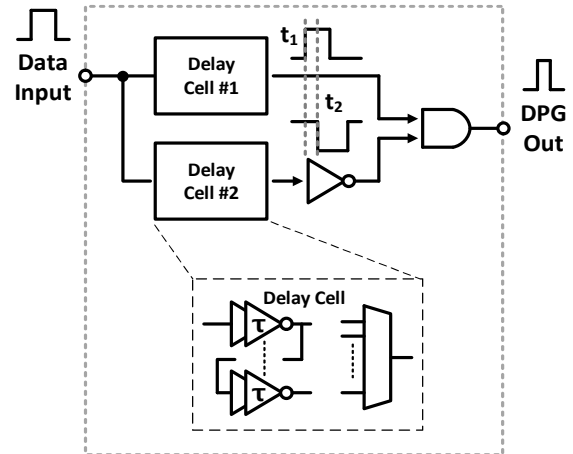 Data
Input
Delay
Cell #1
t1
t2
DPG
Out
Delay
Cell #2
Delay Cell
τ
τ